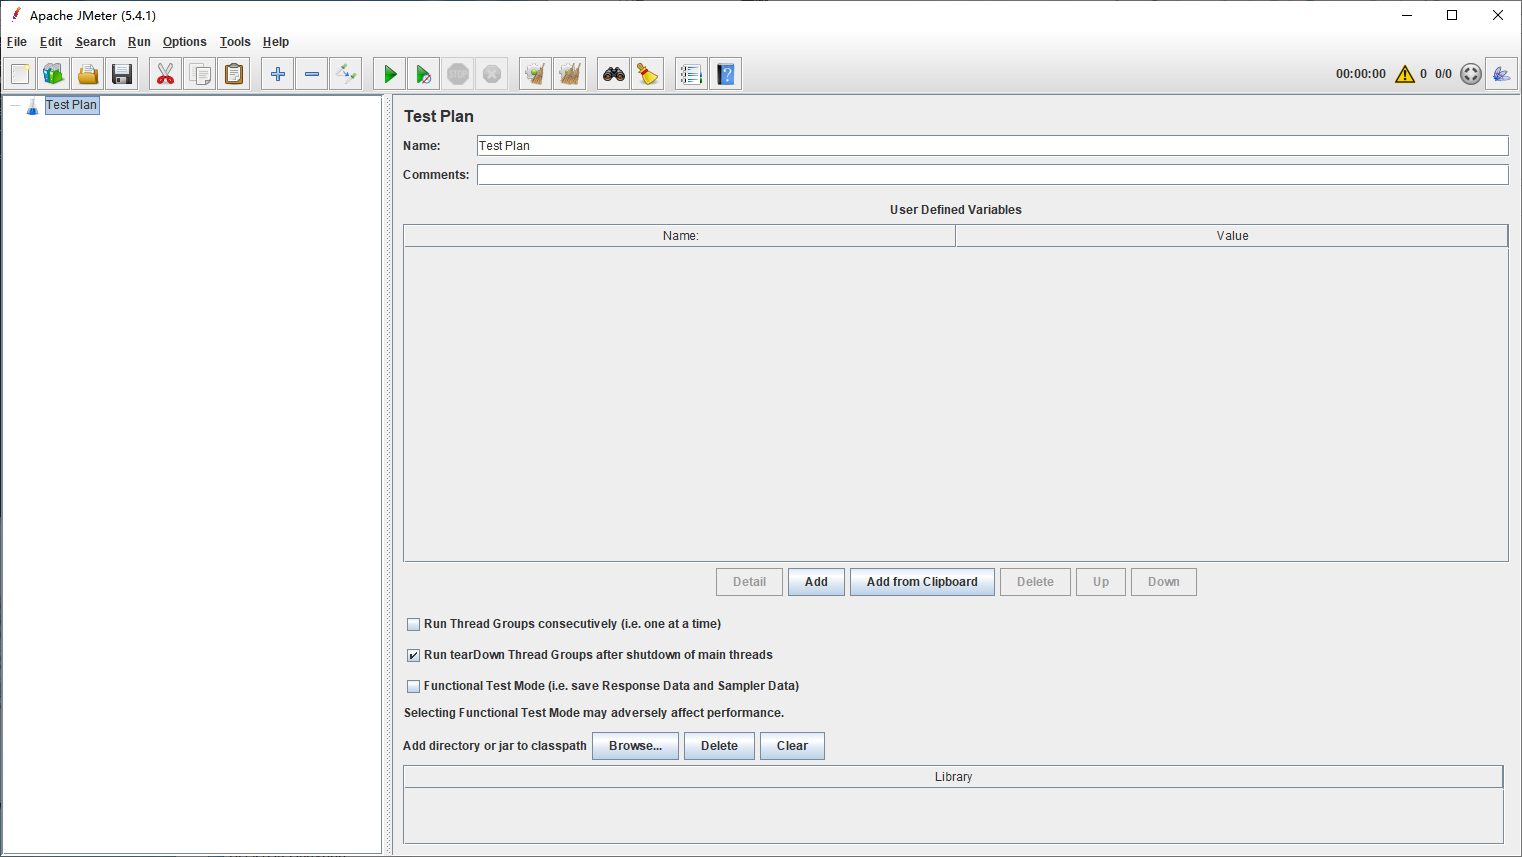 Apache JMeter (5.4.1)
File Edit Search Run Options Tools Help
STOP
00:00:00 0 0/0
Test Plan
Test Plan
Name: Test Plan
Comments:
User Defined Variables
Name: Value
Detail Add Add from Clipboard Delete Up Down
Run Thread Groups consecutively (i.e. one at a time)
Run tearDown Thread Groups after shutdown of main threads
Functional Test Mode (i.e. save Response Data and Sampler Data)
Selecting Functional Test Mode may adversely affect performance.
Add directory or jar to classpath Browse... Delete Clear
Library